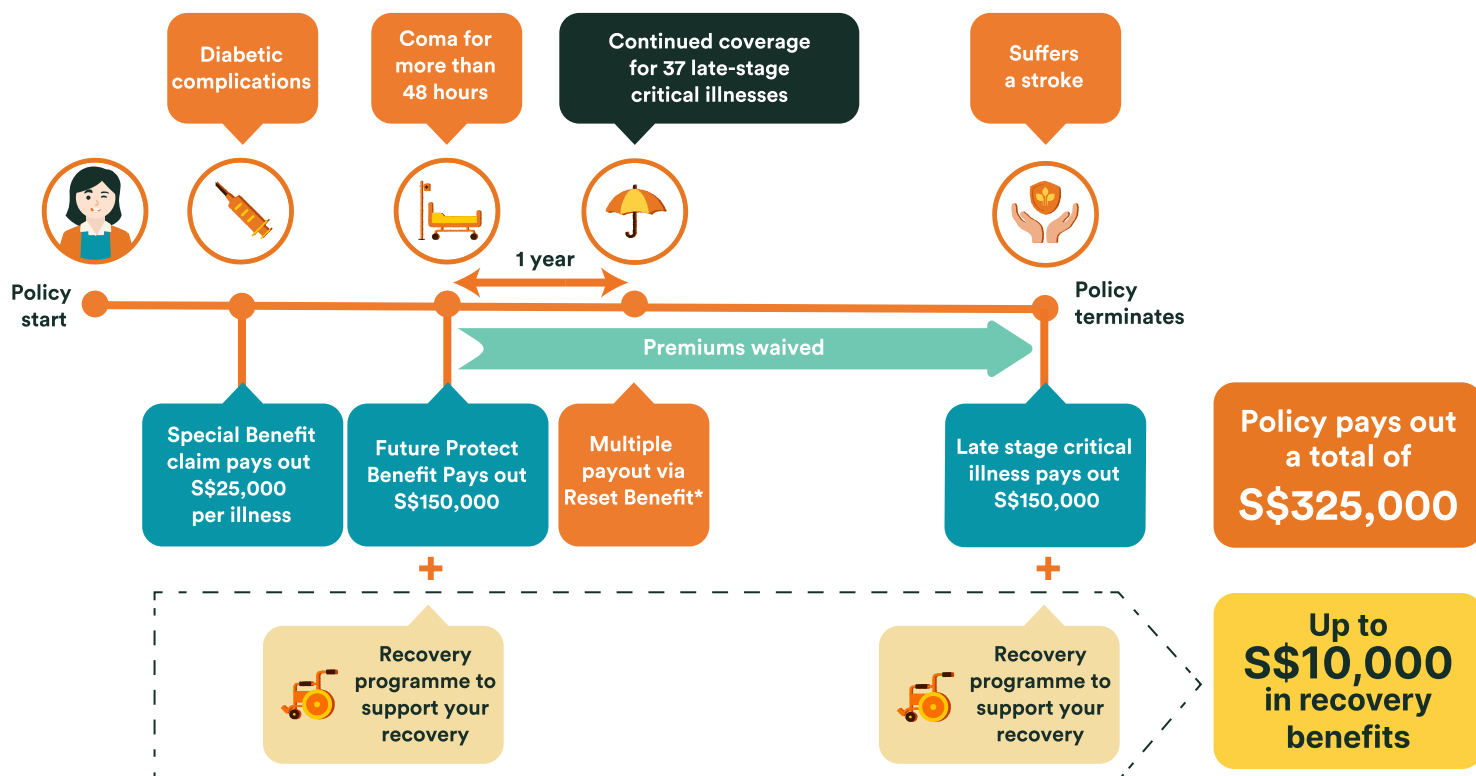 Diabetic
complications
Coma for
more than
48 hours
Continued coverage
for 37 late-stage
critical illnesses
Suffers
a stroke
1 year
Policy
start
Policy
terminates
Premiums waived
Special Benefit
claim pays out
S$25,000
per illness
Future Protect
Benefit Pays out
S$150,000
Multiple
payout via
Reset Benefit*
Late stage critical
illness pays out
S$150,000
Policy pays out
a total of
S$325,000
+
+
Recovery
programme to
support your
recovery
Recovery
programme to
support your
recovery
Up to
S$10,000
in recovery
benefits